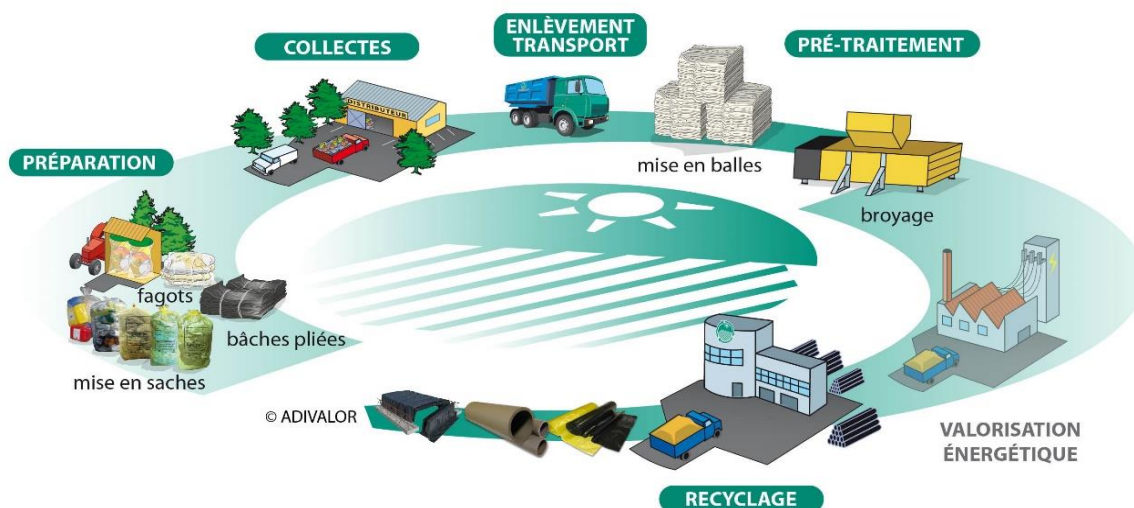 PRÉPARATION
fagots
bâches pliées
mise en saches
COLLECTES
DISTRIBUTEUR
ENLÈVEMENT
TRANSPORT
PRÉ-TRAITEMENT
mise en balles
broyage
VALORISATION
ÉNERGÉTIQUE
RECYCLAGE
© ADIVALOR